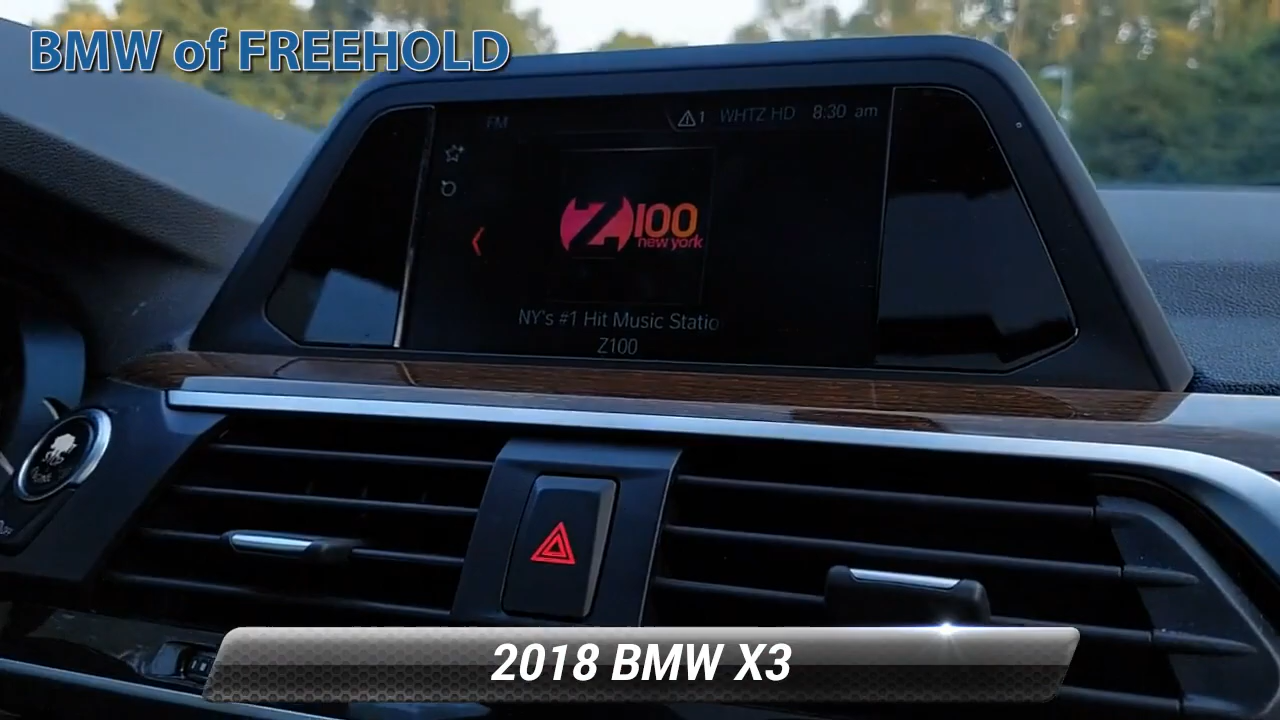 BMW of FREEHOLD
FM 1 WHTZ HD 8:30 am
Z100
new york
NY's #1 Hit Music Statio
Z100
2018 BMW X3